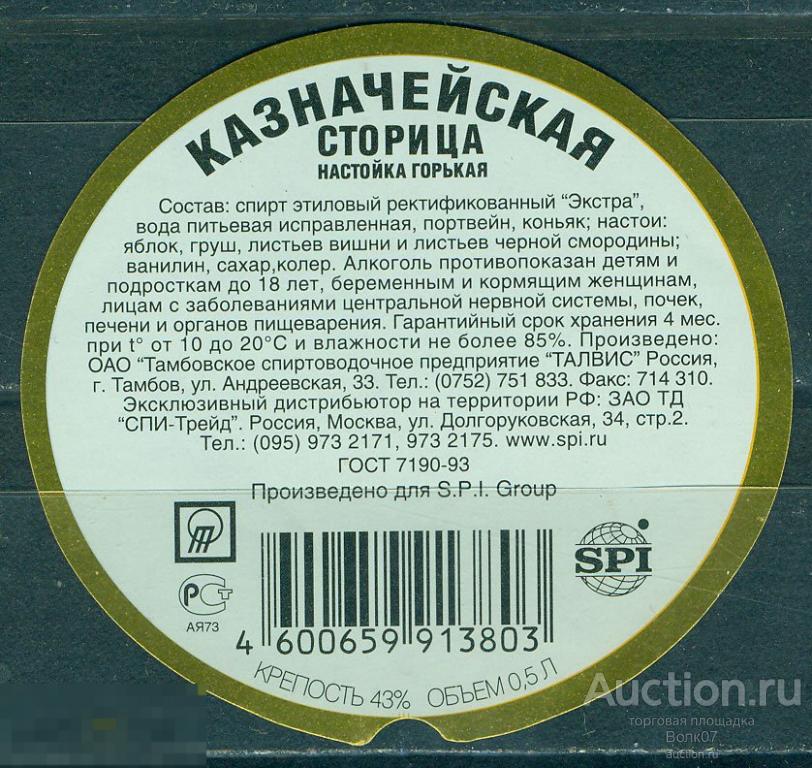 КАЗНАЧЕЙСКАЯ
СТОРИЦА
НАСТОЙКА ГОРЬКАЯ
Состав: спирт этиловый ректификованный “Экстра”,
вода питьевая исправленная, портвейн, коньяк; настои:
яблок, груш, листьев вишни и листьев черной смородины;
ванилин, сахар,колер. Алкоголь противопоказан детям и
подросткам до 18 лет, беременным и кормящим женщинам,
лицам с заболеваниями центральной нервной системы, почек,
печени и органов пищеварения. Гарантийный срок хранения 4 мес.
при t° от 10 до 20°С и влажности не более 85%. Произведено:
ОАО “Тамбовское спиртоводочное предприятие “ТАЛВИС” Россия,
г. Тамбов, ул. Андреевская, 33. Тел.: (0752) 751 833. Факс: 714 310.
Эксклюзивный дистрибьютор на территории РФ: ЗАО ТД
“СПИ-Трейд”. Россия, Москва, ул. Долгоруковская, 34, стр.2.
Тел.: (095) 973 2171, 973 2175. www.spi.ru
ГОСТ 7190-93
Произведено для S.P.I. Group
SPI
РСТ
АЯ73
4 600659 913803
КРЕПОСТЬ 43% ОБЪЕМ 0,5 Л
Auction.ru
торговая площадка
Волк07
auction.ru